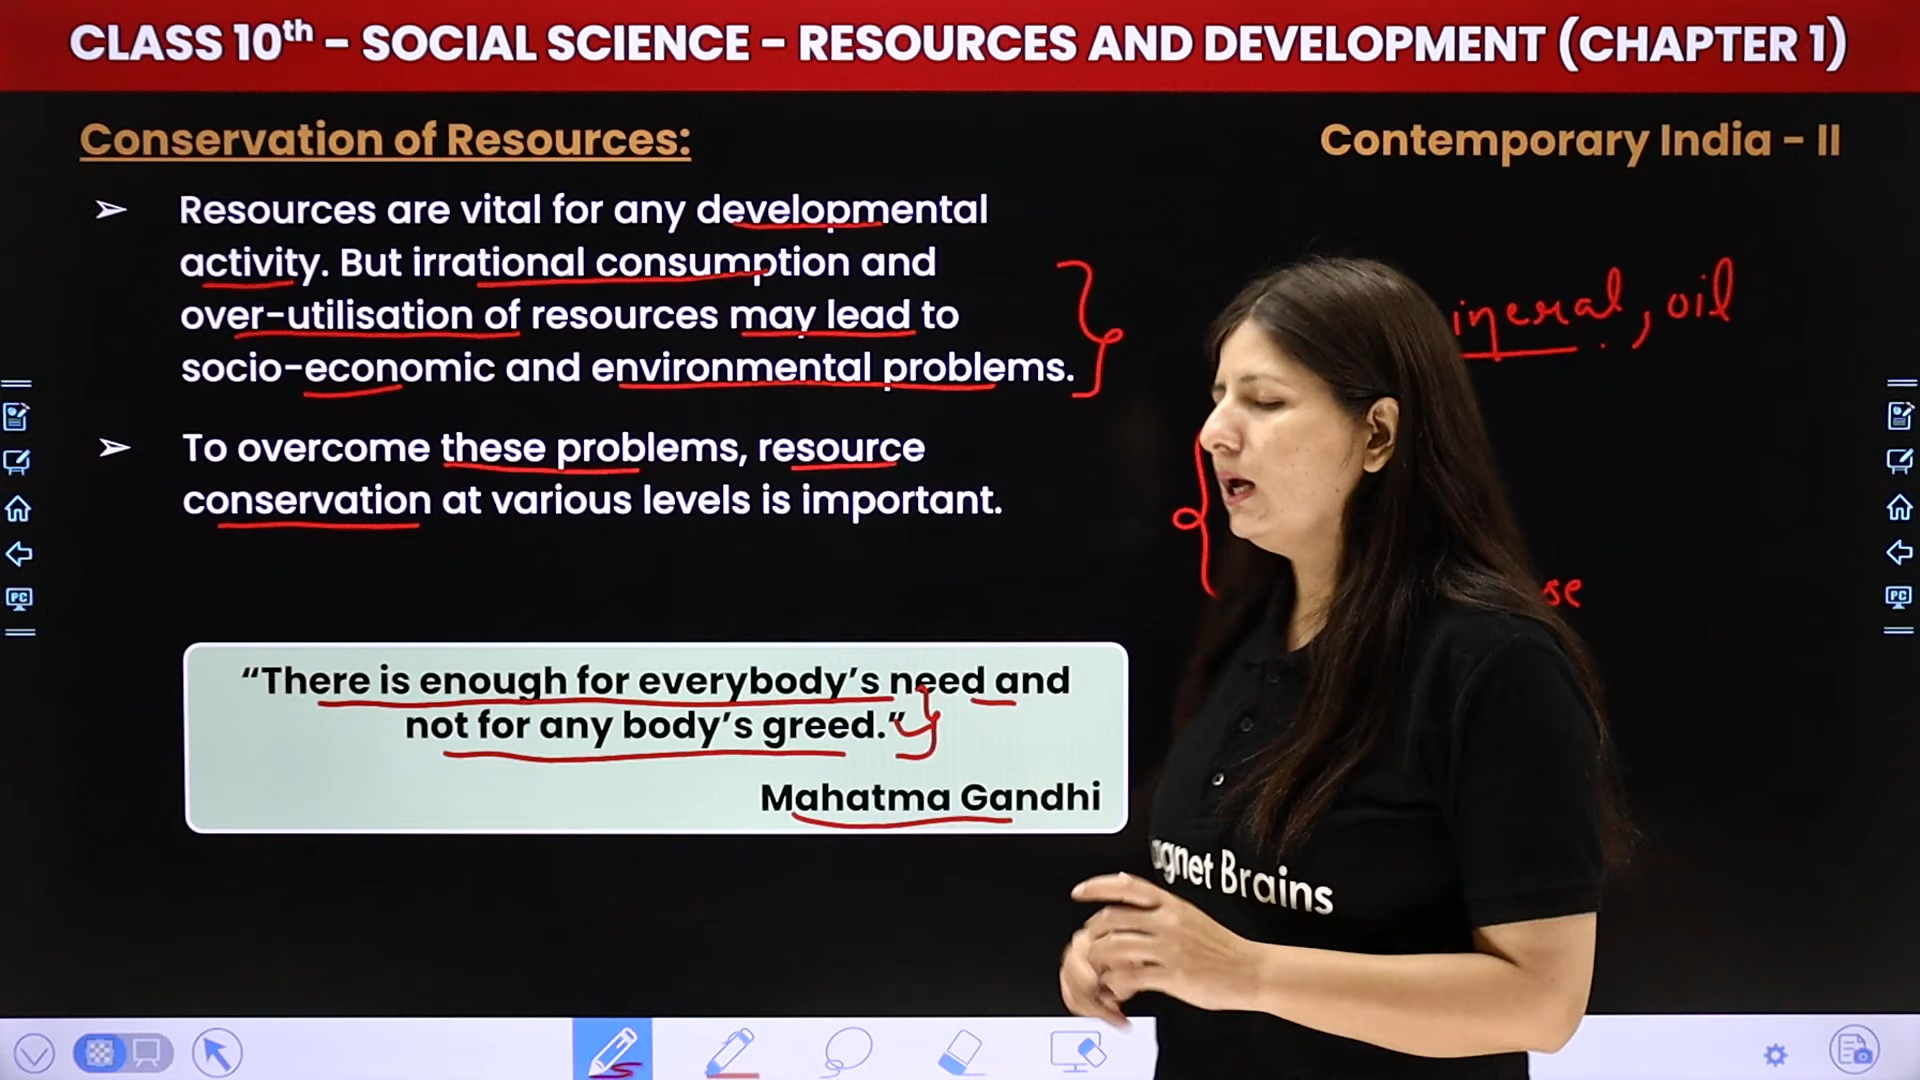 CLASS 10th - SOCIAL SCIENCE - RESOURCES AND DEVELOPMENT (CHAPTER 1)
Conservation of Resources:
Contemporary India - II
➢ Resources are vital for any developmental
activity. But irrational consumption and
over-utilisation of resources may lead to
socio-economic and environmental problems.
➢ To overcome these problems, resource
conservation at various levels is important.
“There is enough for everybody’s need and
not for any body’s greed.”
Mahatma Gandhi
, oil
Brains
PC
PC